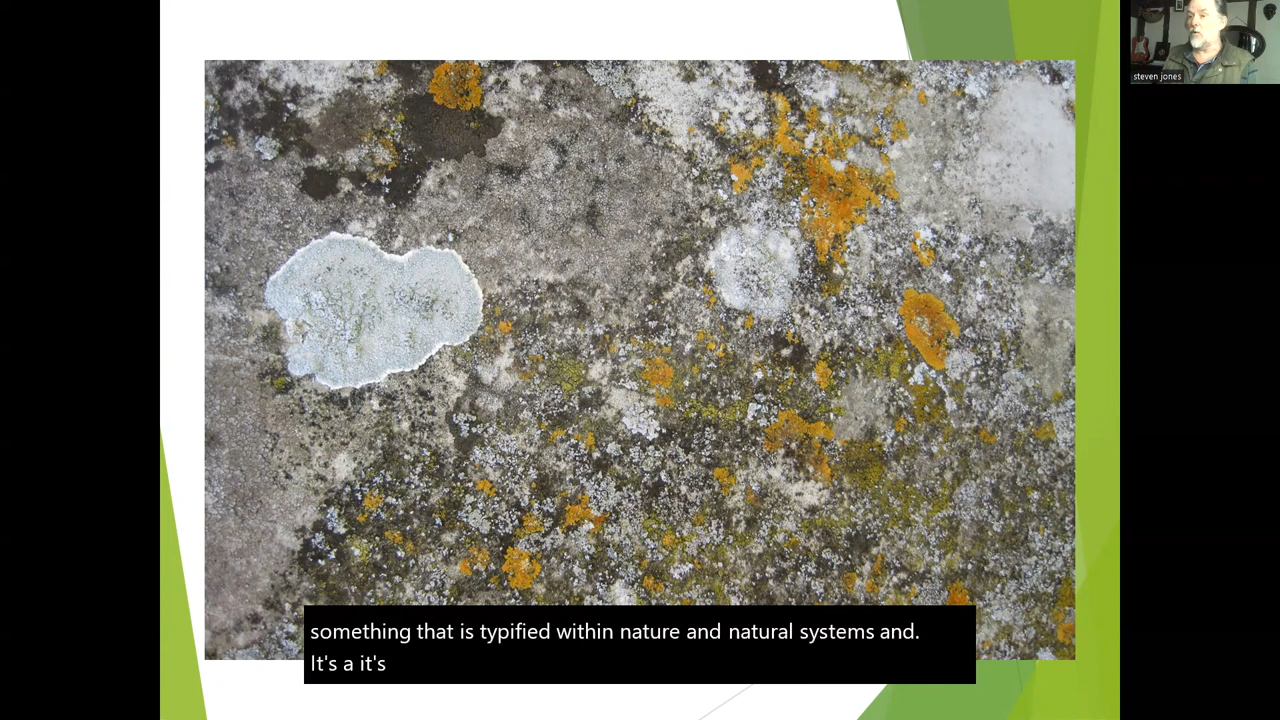 steven jones
something that is typified within nature and natural systems and.
It's a it's